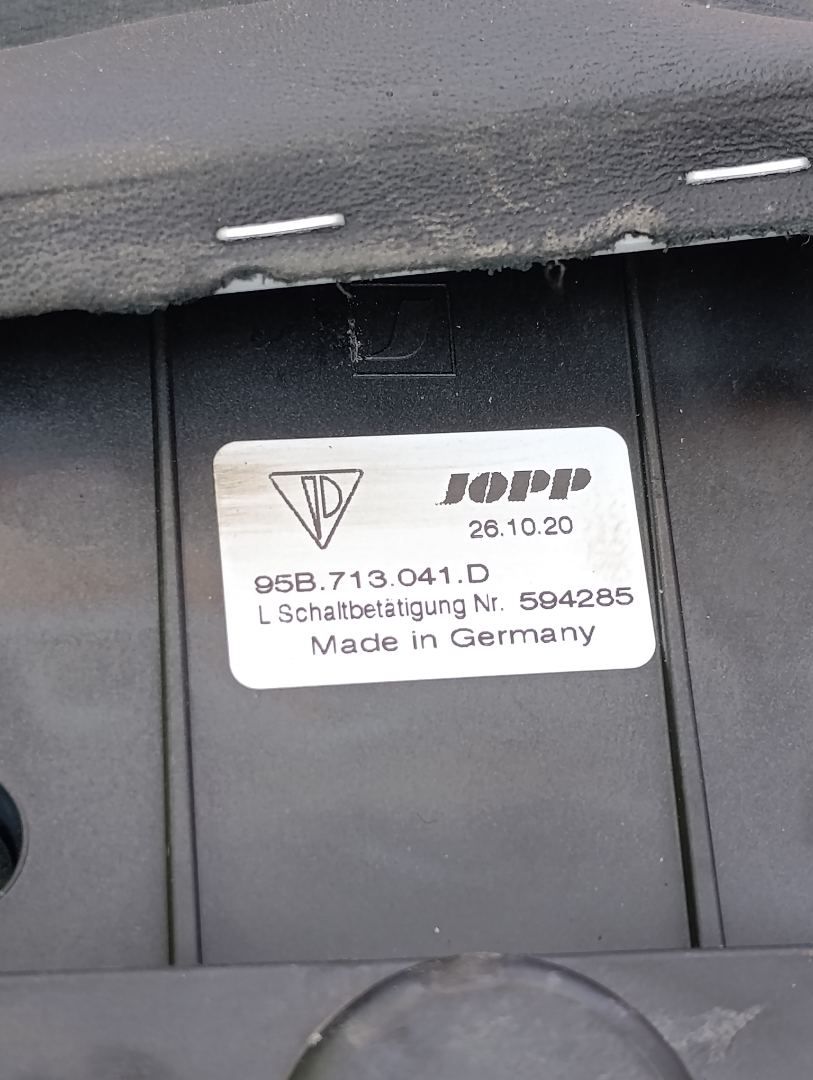 JOPP
26.10.20
95B.713.041.D
L Schaltbetätigung Nr. 594285
Made in Germany